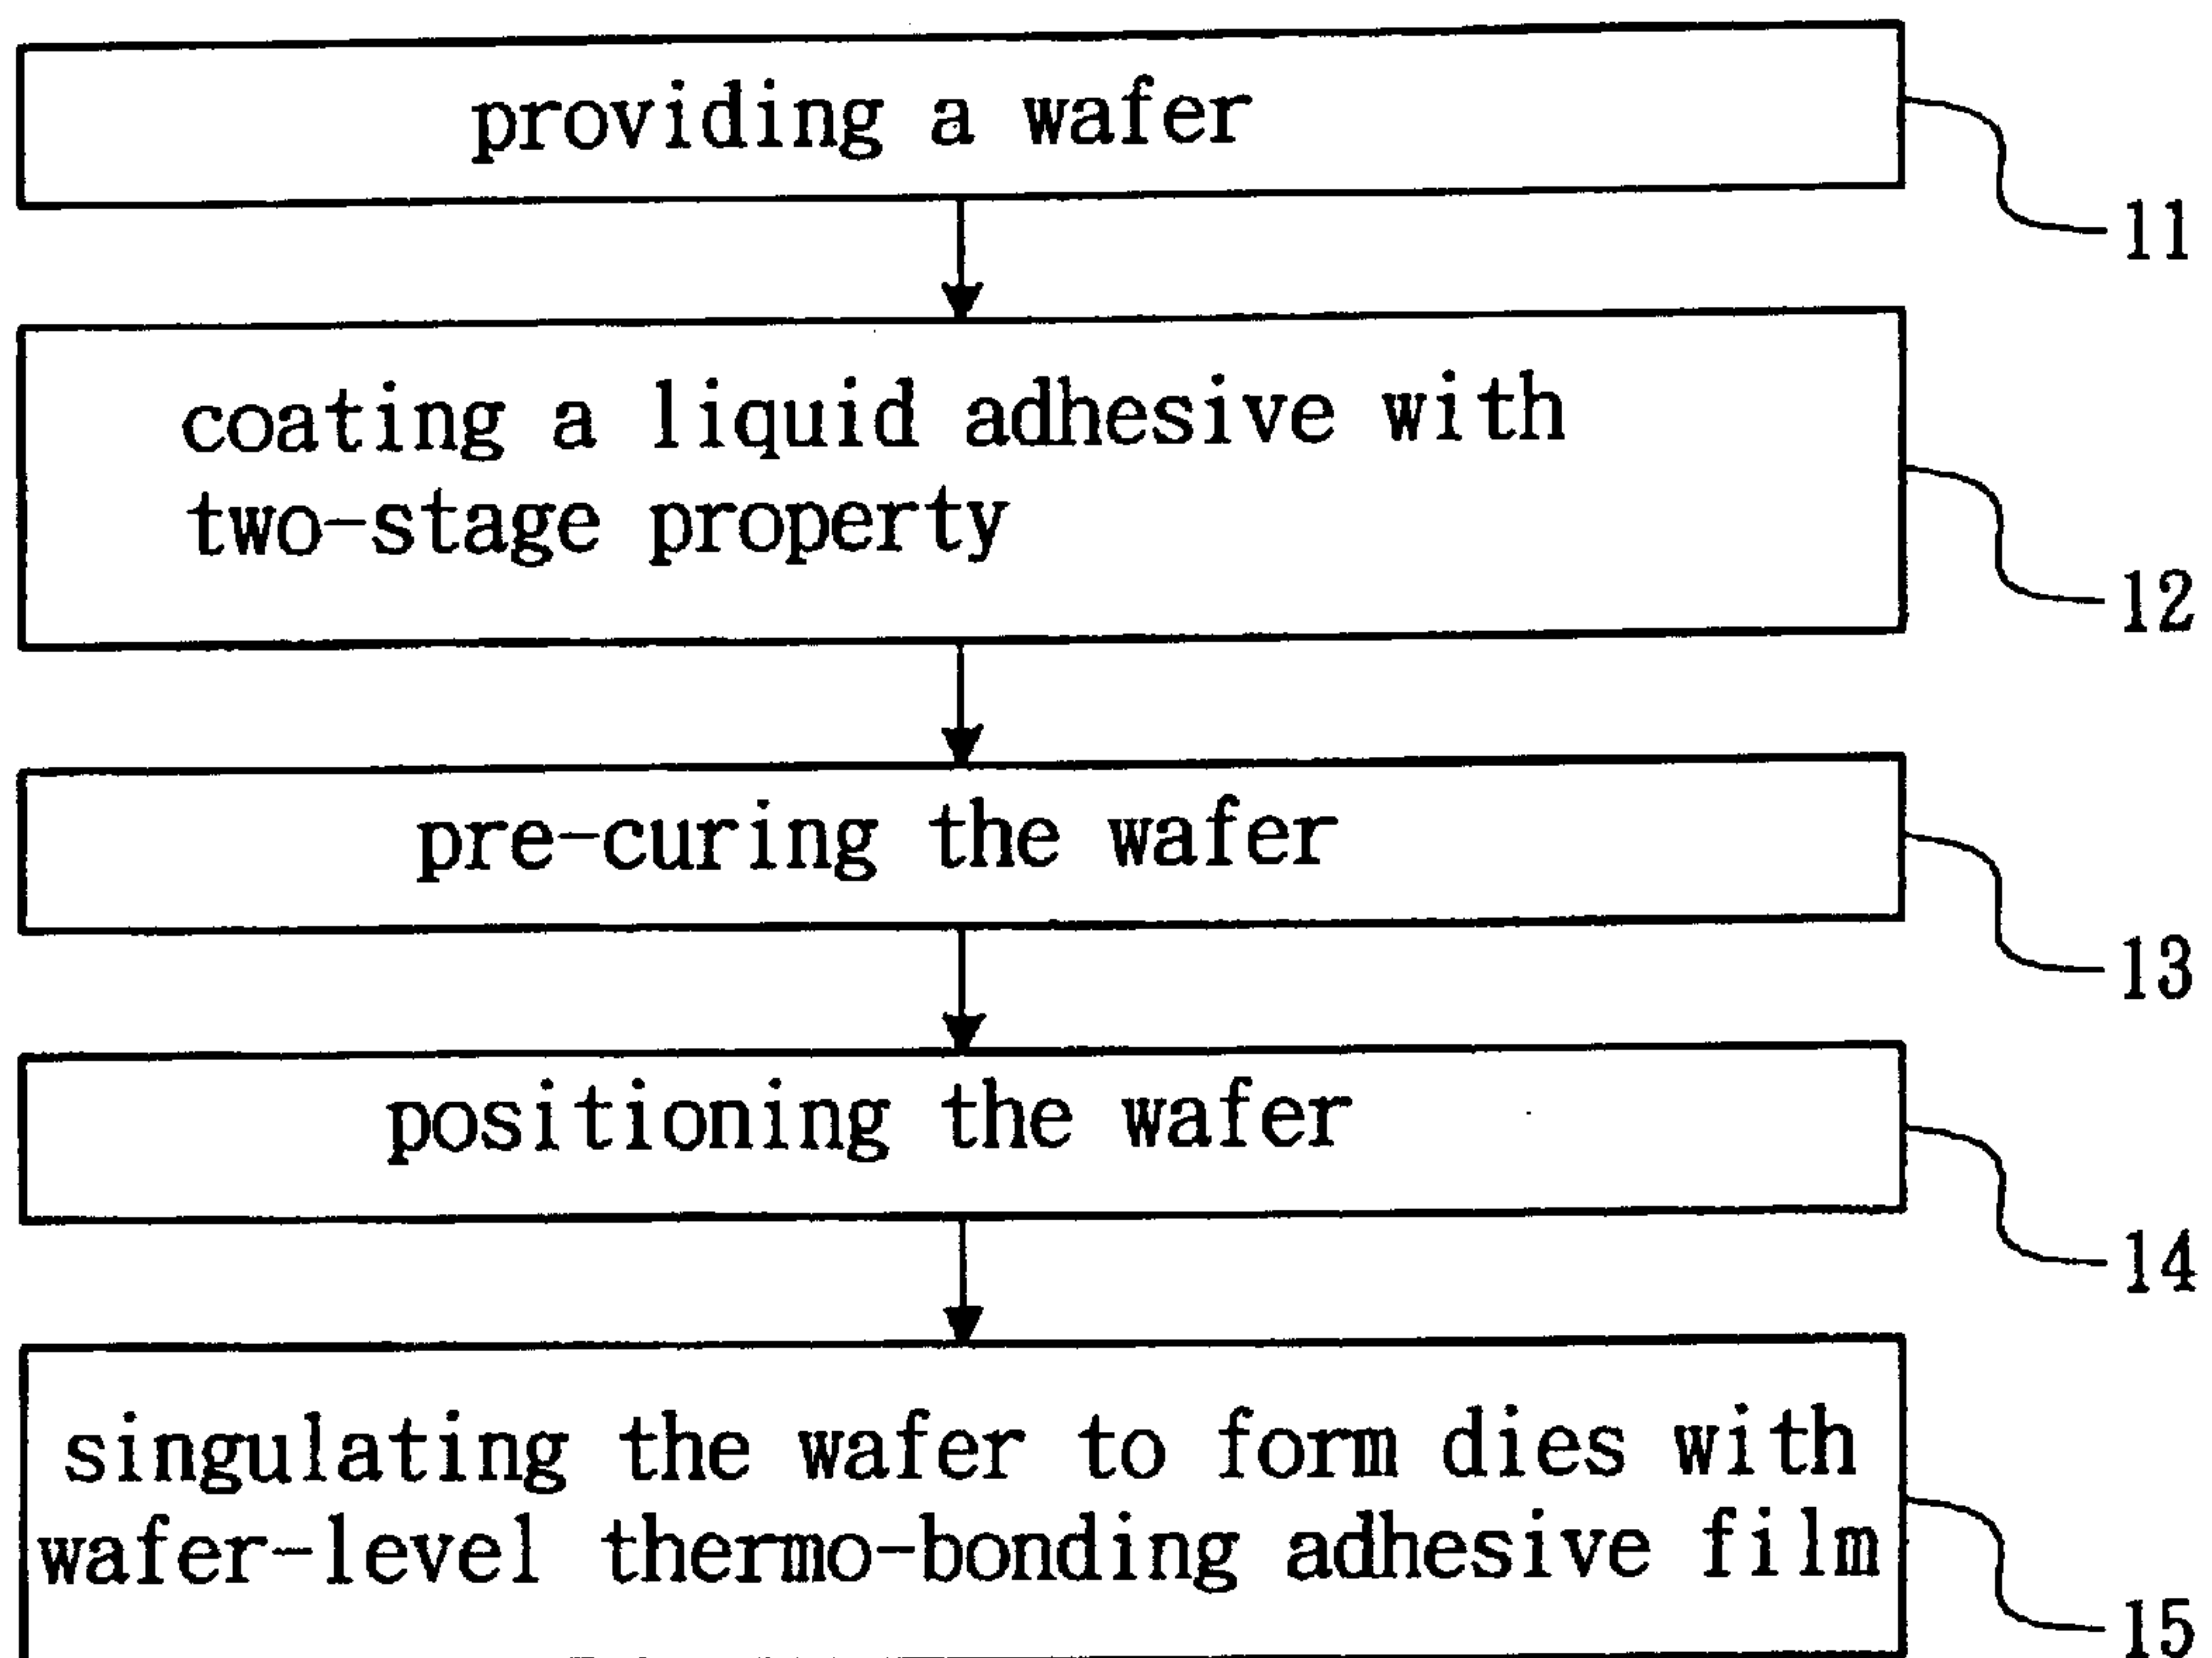 providing a wafer
11
coating a liquid adhesive with
two-stage property
12
pre-curing the wafer
13
positioning the wafer
14
singulating the wafer to form dies with
wafer-level thermo-bonding adhesive film
15